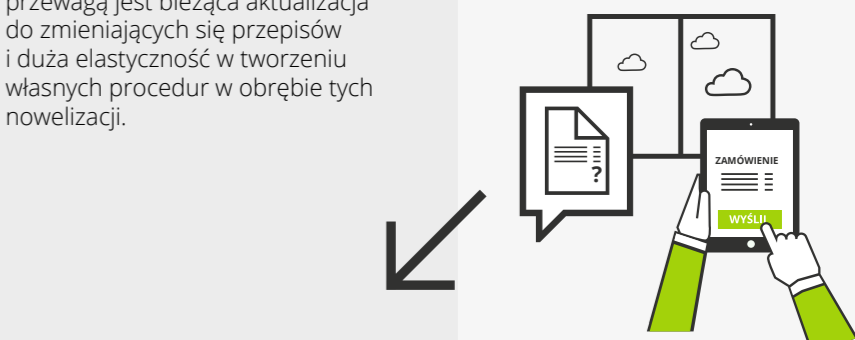 przewagą jest bieżąca aktualizacja
do zmieniających się przepisów
i duża elastyczność w tworzeniu
własnych procedur w obrębie tych
nowelizacji.
?
ZAMÓWIENIE
WYŚLIJ